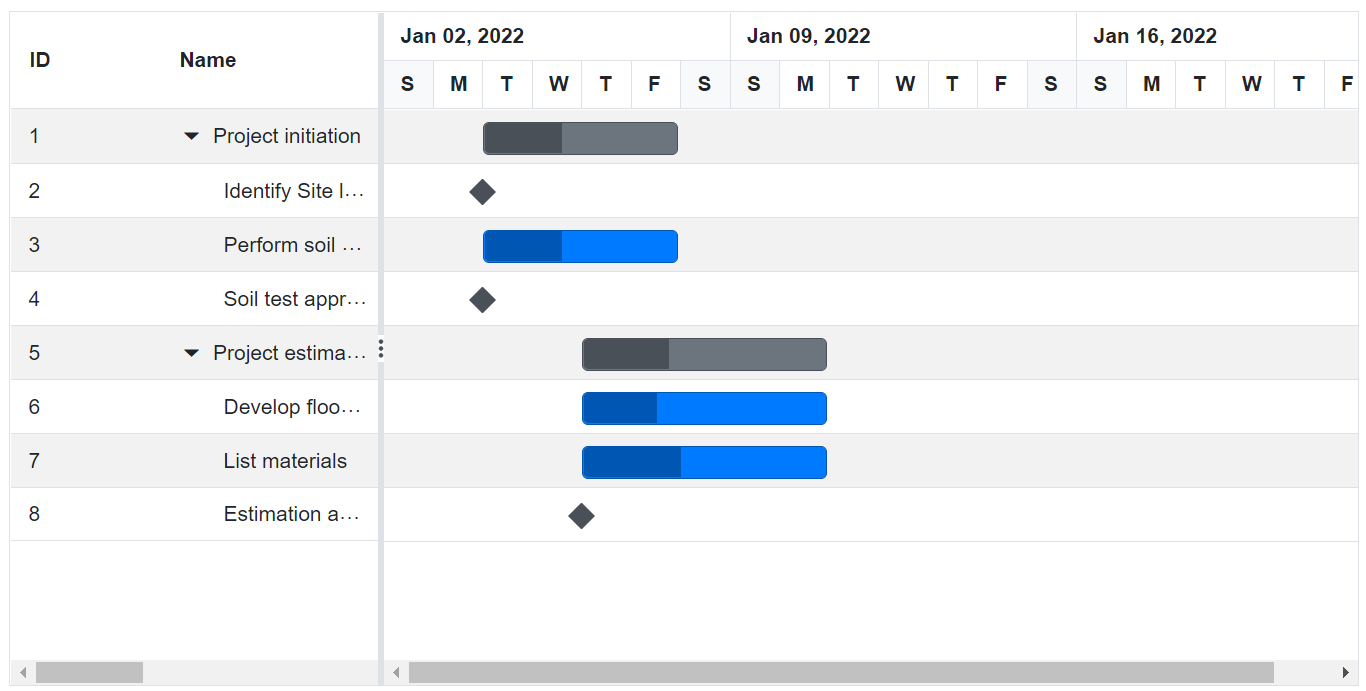 ID Name Jan 02, 2022 Jan 09, 2022 Jan 16, 2022
S M T W T F S S M T W T F S S M T W T F
1 Project initiation
2 Identify Site l...
3 Perform soil ...
4 Soil test appr...
5 Project estima...
6 Develop floo...
7 List materials
8 Estimation a...